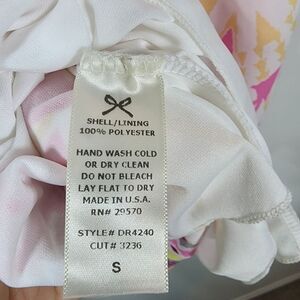 SHELL/LINING
100% POLYESTER
HAND WASH COLD
OR DRY CLEAN
DO NOT BLEACH
LAY FLAT TO DRY
MADE IN U.S.A.
RN# 29570
STYLE# DR4240
CUT# 3236
S